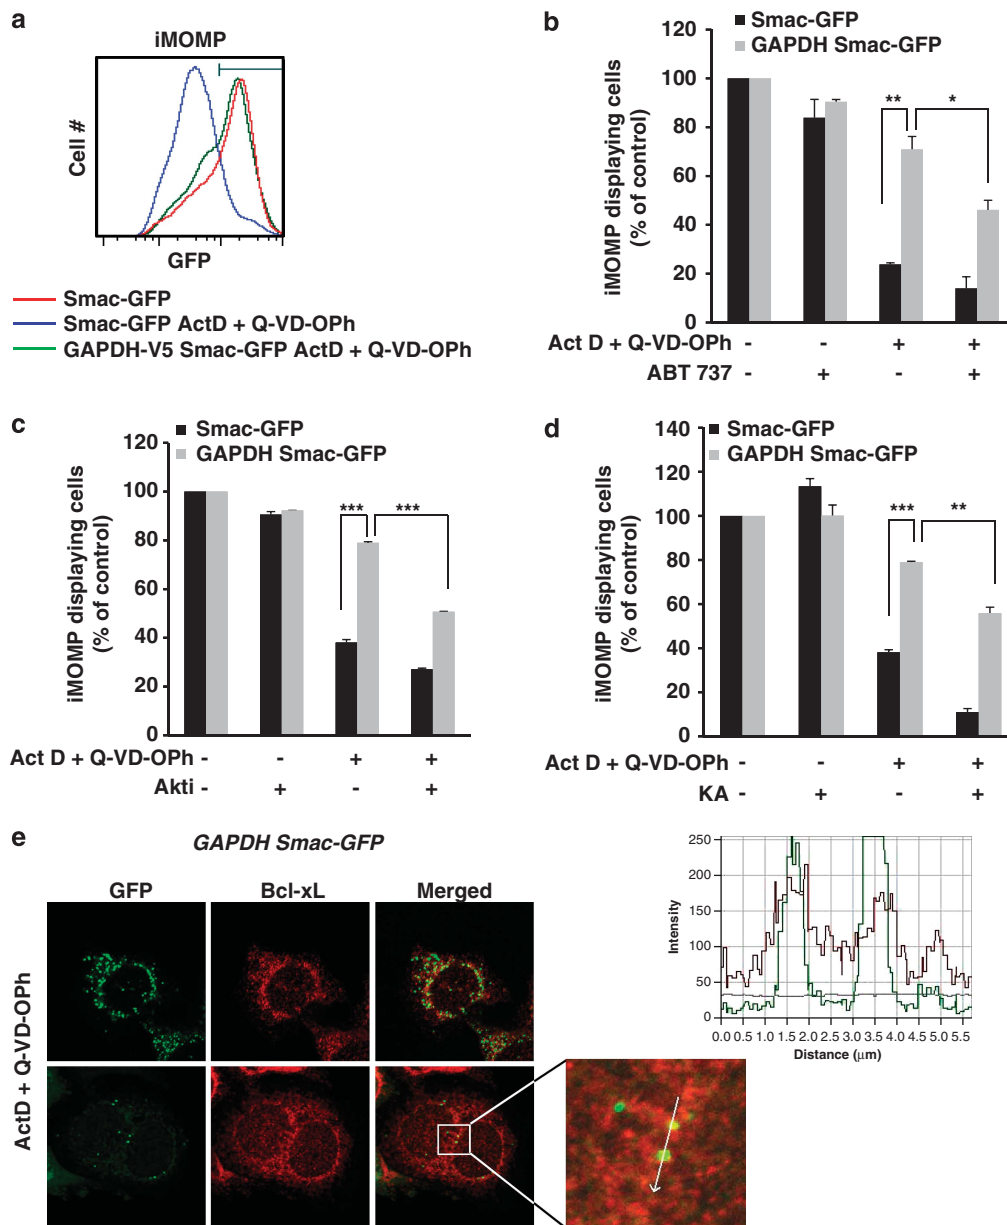 a
iMOMP
Cell #
GFP
Smac-GFP
Smac-GFP ActD + Q-VD-OPh
GAPDH-V5 Smac-GFP ActD + Q-VD-OPh
b
Smac-GFP
GAPDH Smac-GFP
iMOMP displaying cells
(% of control)
120
100
80
60
40
20
0
** *
Act D + Q-VD-OPh - - + +
ABT 737 - + - +
c
Smac-GFP
GAPDH Smac-GFP
iMOMP displaying cells
(% of control)
120
100
80
60
40
20
0
*** ***
Act D + Q-VD-OPh - - + +
Akti - + - +
d
Smac-GFP
GAPDH Smac-GFP
iMOMP displaying cells
(% of control)
140
120
100
80
60
40
20
0
*** **
Act D + Q-VD-OPh - - + +
KA - + - +
e
GAPDH Smac-GFP
GFP Bcl-xL Merged
ActD + Q-VD-OPh
Intensity
250
200
150
100
50
0
0.0 0.5 1.0 1.5 2.0 2.5 3.0 3.5 4.0 4.5 5.0 5.5
Distance (μm)